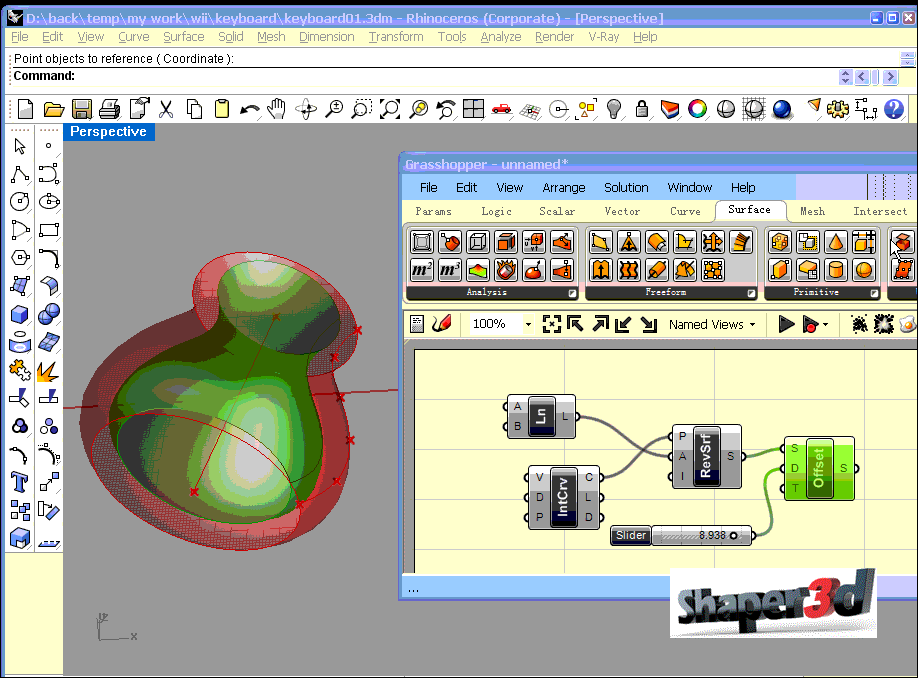 D:\back\temp\my work\wii\keyboard\keyboard01.3dm - Rhinoceros (Corporate) - [Perspective]
File Edit View Curve Surface Solid Mesh Dimension Transform Tools Analyze Render V-Ray Help
Point objects to reference ( Coordinate ):
Command:
Perspective
Grasshopper - unnamed*
File Edit View Arrange Solution Window Help
Params Logic Scalar Vector Curve Surface Mesh Intersect
m² m³
Analysis Freeform Primitive
100% Named Views
A B Ln L
P A I RevSrf S
S D T Offset S
V D P IntCrv C L D
Slider 8.938
...
Shaper3d
T
x